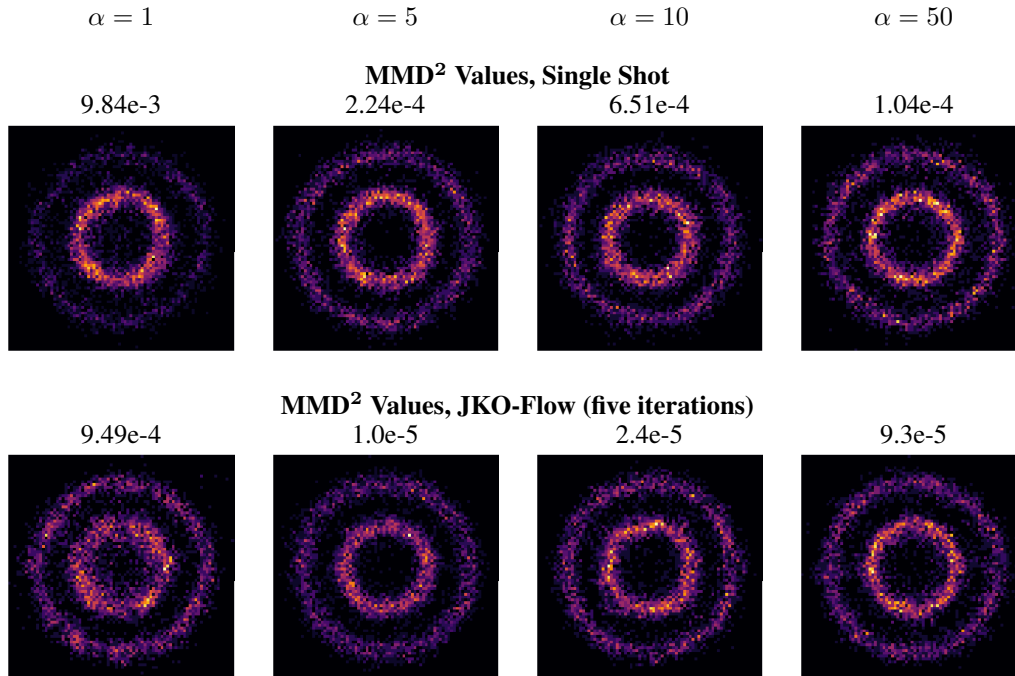 α = 1 α = 5 α = 10 α = 50
MMD² Values, Single Shot
9.84e-3 2.24e-4 6.51e-4 1.04e-4
MMD² Values, JKO-Flow (five iterations)
9.49e-4 1.0e-5 2.4e-5 9.3e-5